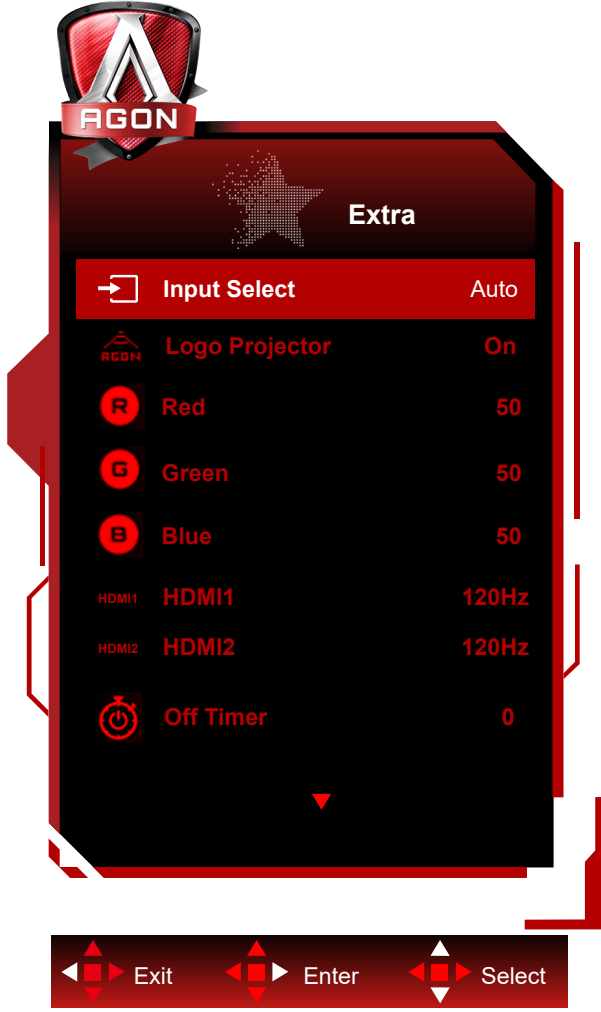 AGON
Extra
Input Select Auto
AGON Logo Projector On
R Red 50
G Green 50
B Blue 50
HDMI1 HDMI1 120Hz
HDMI2 HDMI2 120Hz
Off Timer 0
Exit Enter Select